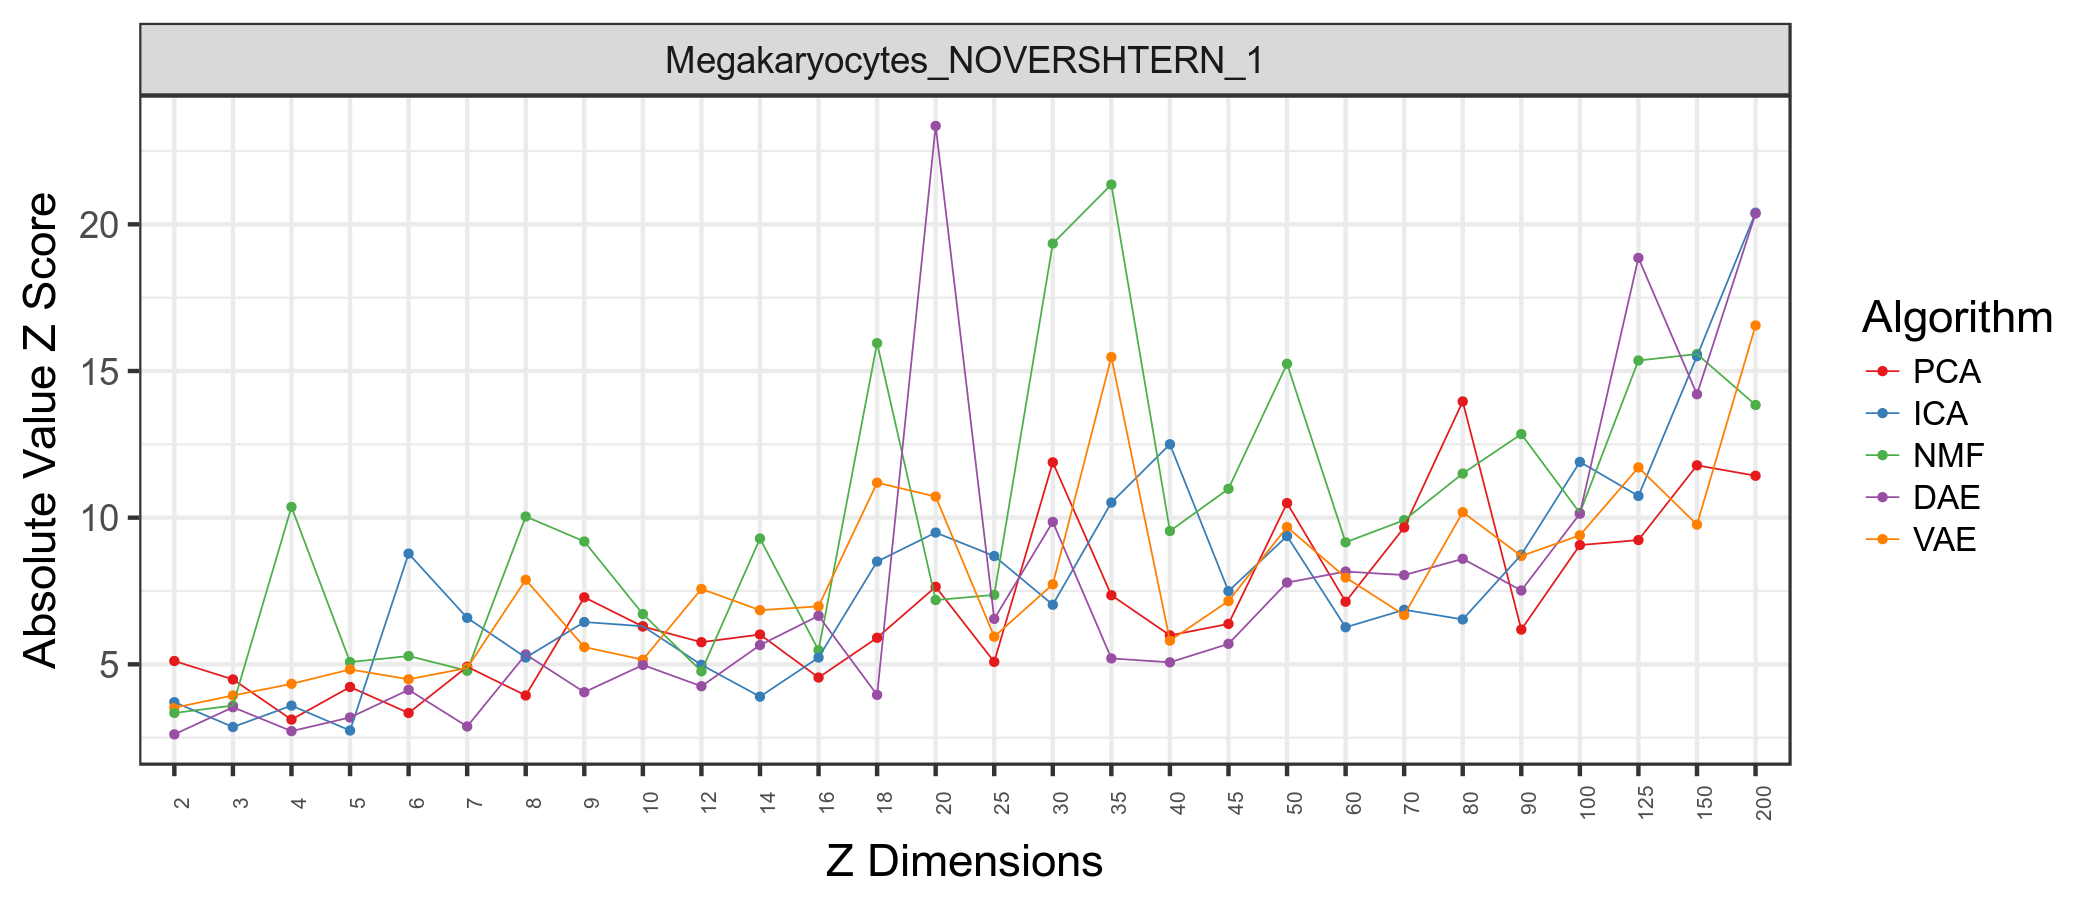 Megakaryocytes_NOVERSHTERN_1
Absolute Value Z Score
20
15
10
5
2 3 4 5 6 7 8 9 10 12 14 16 18 20 25 30 35 40 45 50 60 70 80 90 100 125 150 200
Z Dimensions
Algorithm
PCA
ICA
NMF
DAE
VAE